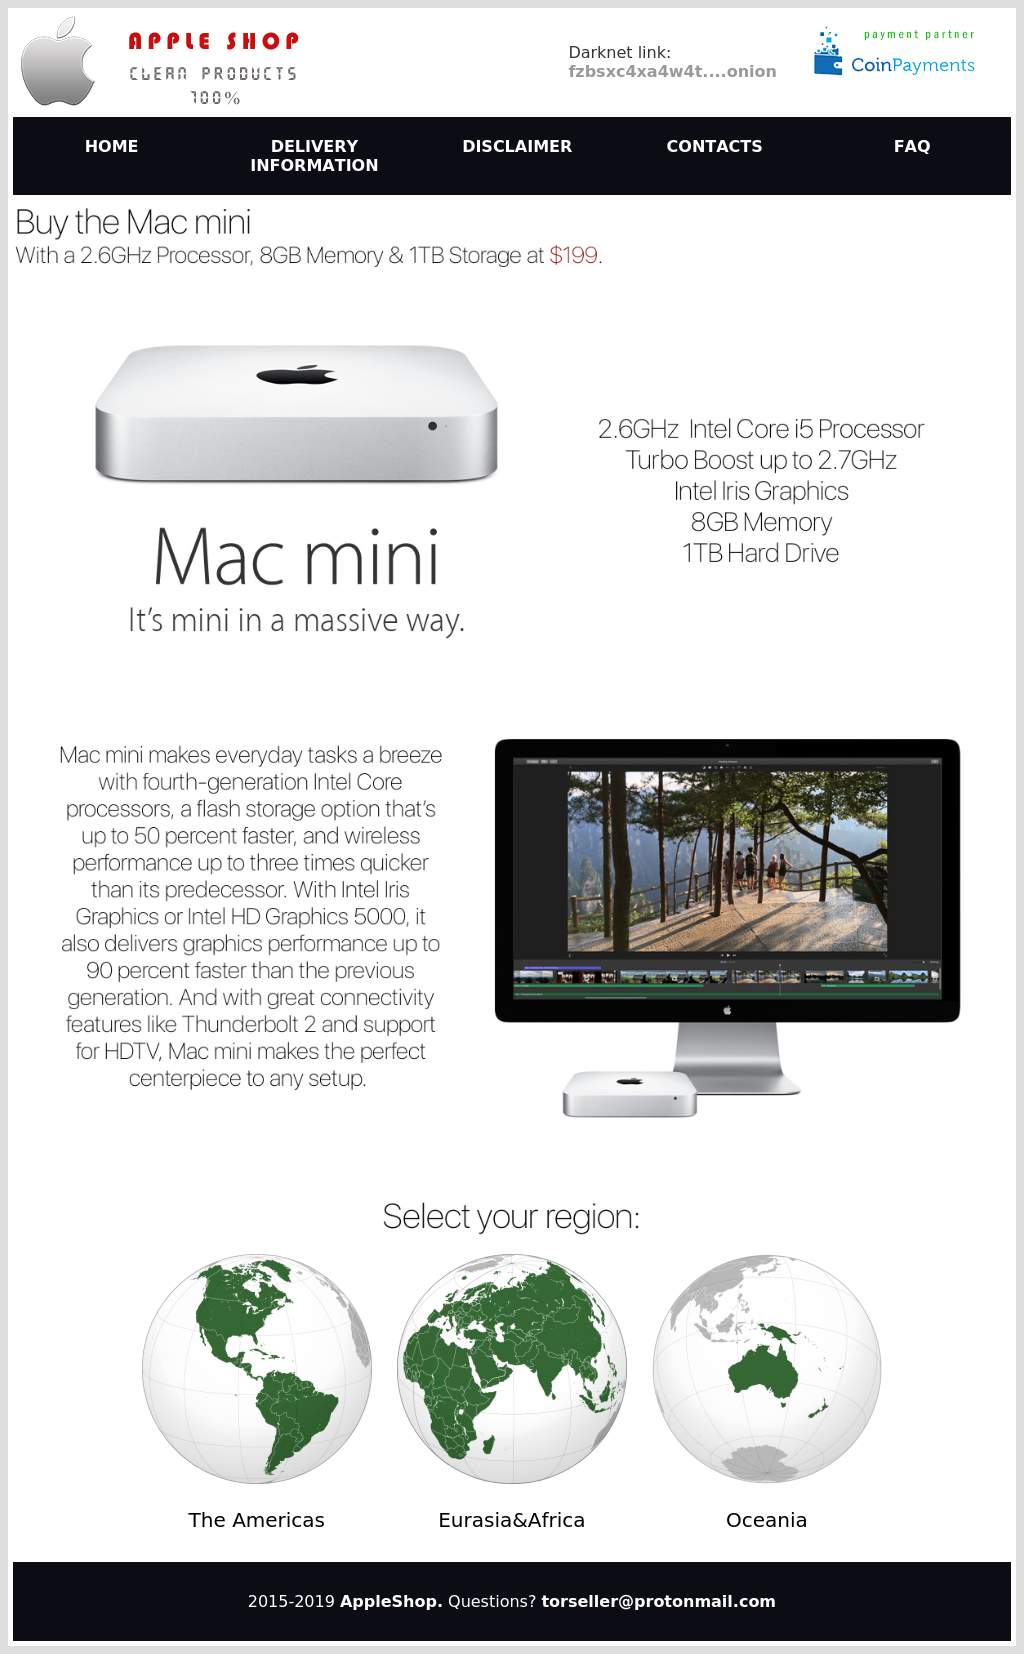 APPLE SHOP
CLEAN PRODUCTS
100%
Darknet link:
fzbsxc4xa4w4t....onion
payment partner
CoinPayments
HOME
DELIVERY
INFORMATION
DISCLAIMER
CONTACTS
FAQ
Buy the Mac mini
With a 2.6GHz Processor, 8GB Memory & 1TB Storage at $199.
Mac mini
It's mini in a massive way.
2.6GHz Intel Core i5 Processor
Turbo Boost up to 2.7GHz
Intel Iris Graphics
8GB Memory
1TB Hard Drive
Mac mini makes everyday tasks a breeze
with fourth-generation Intel Core
processors, a flash storage option that's
up to 50 percent faster, and wireless
performance up to three times quicker
than its predecessor. With Intel Iris
Graphics or Intel HD Graphics 5000, it
also delivers graphics performance up to
90 percent faster than the previous
generation. And with great connectivity
features like Thunderbolt 2 and support
for HDTV, Mac mini makes the perfect
centerpiece to any setup.
Select your region:
The Americas
Eurasia&Africa
Oceania
2015-2019 AppleShop. Questions? torseller@protonmail.com